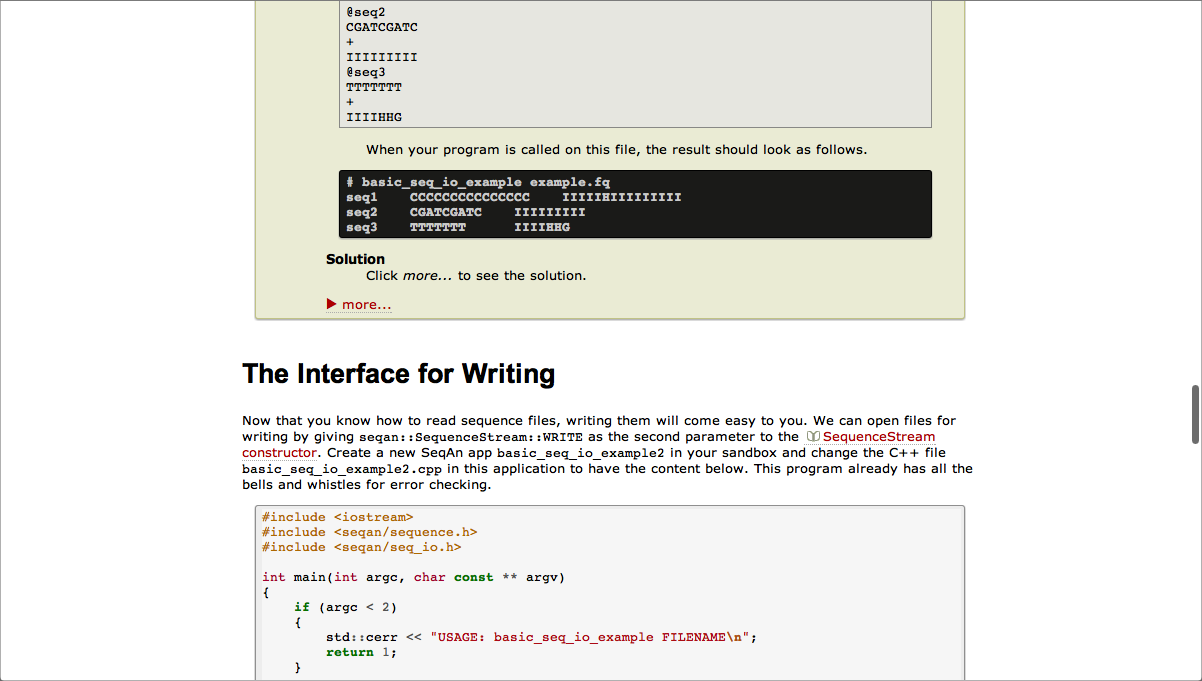 @seq2
CGATCGATC
+
IIIIIIIII
@seq3
TTTTTTT
+
IIIIHHG
When your program is called on this file, the result should look as follows.
# basic_seq_io_example example.fq
seq1    CCCCCCCCCCCCCCC    IIIIIHIIIIIIIII
seq2    CGATCGATC    IIIIIIIII
seq3    TTTTTTT      IIIIHHG
Solution
Click more... to see the solution.
▶ more...
The Interface for Writing
Now that you know how to read sequence files, writing them will come easy to you. We can open files for
writing by giving seqan::SequenceStream::WRITE as the second parameter to the SequenceStream
constructor. Create a new SeqAn app basic_seq_io_example2 in your sandbox and change the C++ file
basic_seq_io_example2.cpp in this application to have the content below. This program already has all the
bells and whistles for error checking.
#include <iostream>
#include <seqan/sequence.h>
#include <seqan/seq_io.h>
int main(int argc, char const ** argv)
{
    if (argc < 2)
    {
        std::cerr << "USAGE: basic_seq_io_example FILENAME\n";
        return 1;
    }